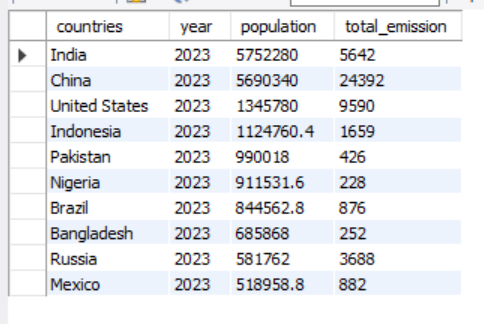 countries year population total_emission
India 2023 5752280 5642
China 2023 5690340 24392
United States 2023 1345780 9590
Indonesia 2023 1124760.4 1659
Pakistan 2023 990018 426
Nigeria 2023 911531.6 228
Brazil 2023 844562.8 876
Bangladesh 2023 685868 252
Russia 2023 581762 3688
Mexico 2023 518958.8 882